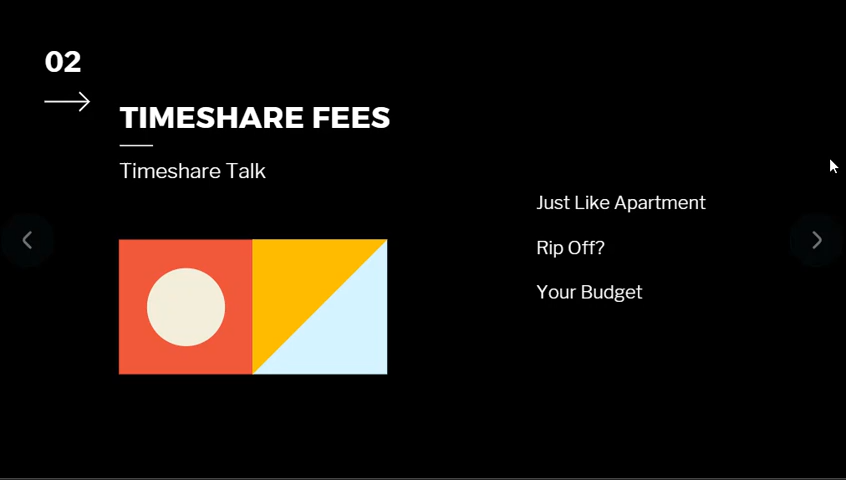 02
TIMESHARE FEES
Timeshare Talk
Just Like Apartment
Rip Off?
Your Budget